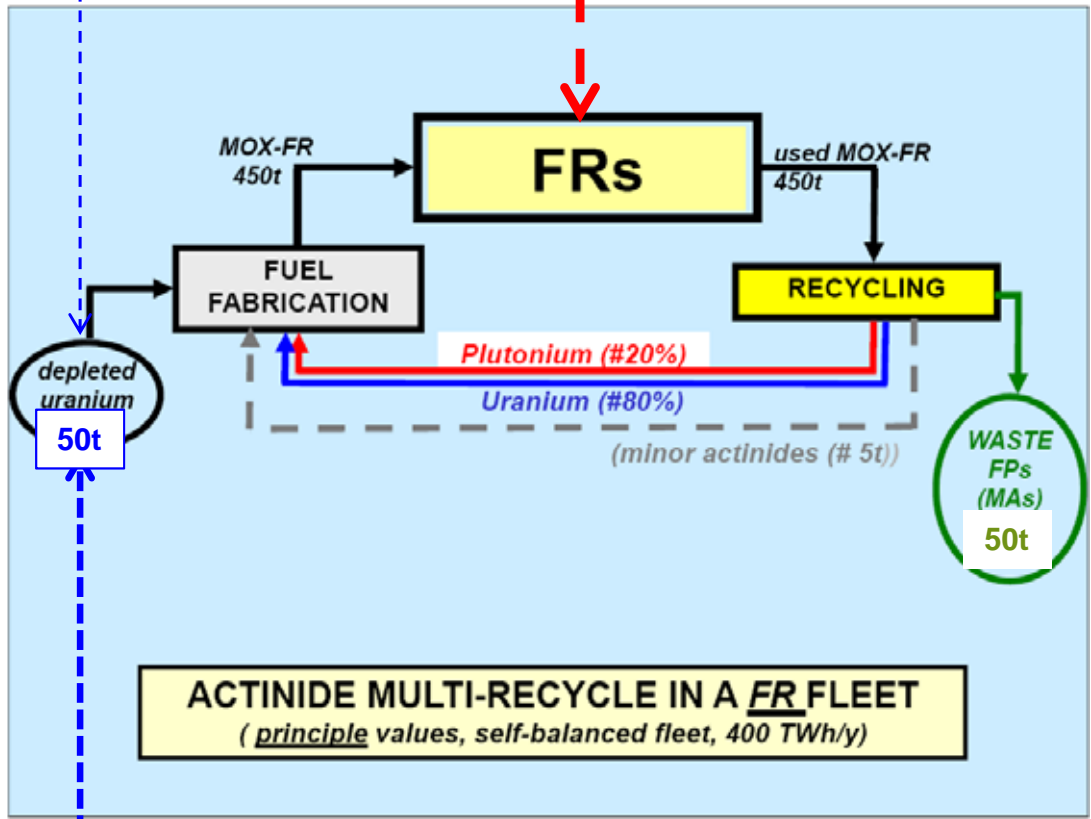 MOX-FR
450t
FRs
used MOX-FR
450t
FUEL
FABRICATION
RECYCLING
Plutonium (#20%)
Uranium (#80%)
(minor actinides (# 5t))
depleted
uranium
50t
WASTE
FPs
(MAs)
50t
ACTINIDE MULTI-RECYCLE IN A FR FLEET
( principle values, self-balanced fleet, 400 TWh/y)